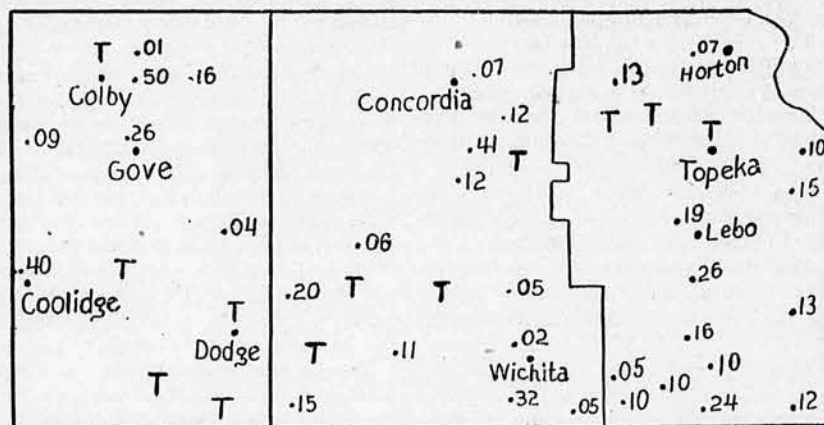 T .01 .07 .07
Colby .50 .16 Concordia .13 Horton
.12 T T T
.09 .26 .41 T .10
Gove .12 Topeka
.15
.04 .19
.06 Lebo
.40 T .26
Coolidge .20 T T .05
T .13
Dodge .02 .16
T .11 Wichita .10
T .05 .10
T .15 .32 .05 .10 .24 .12